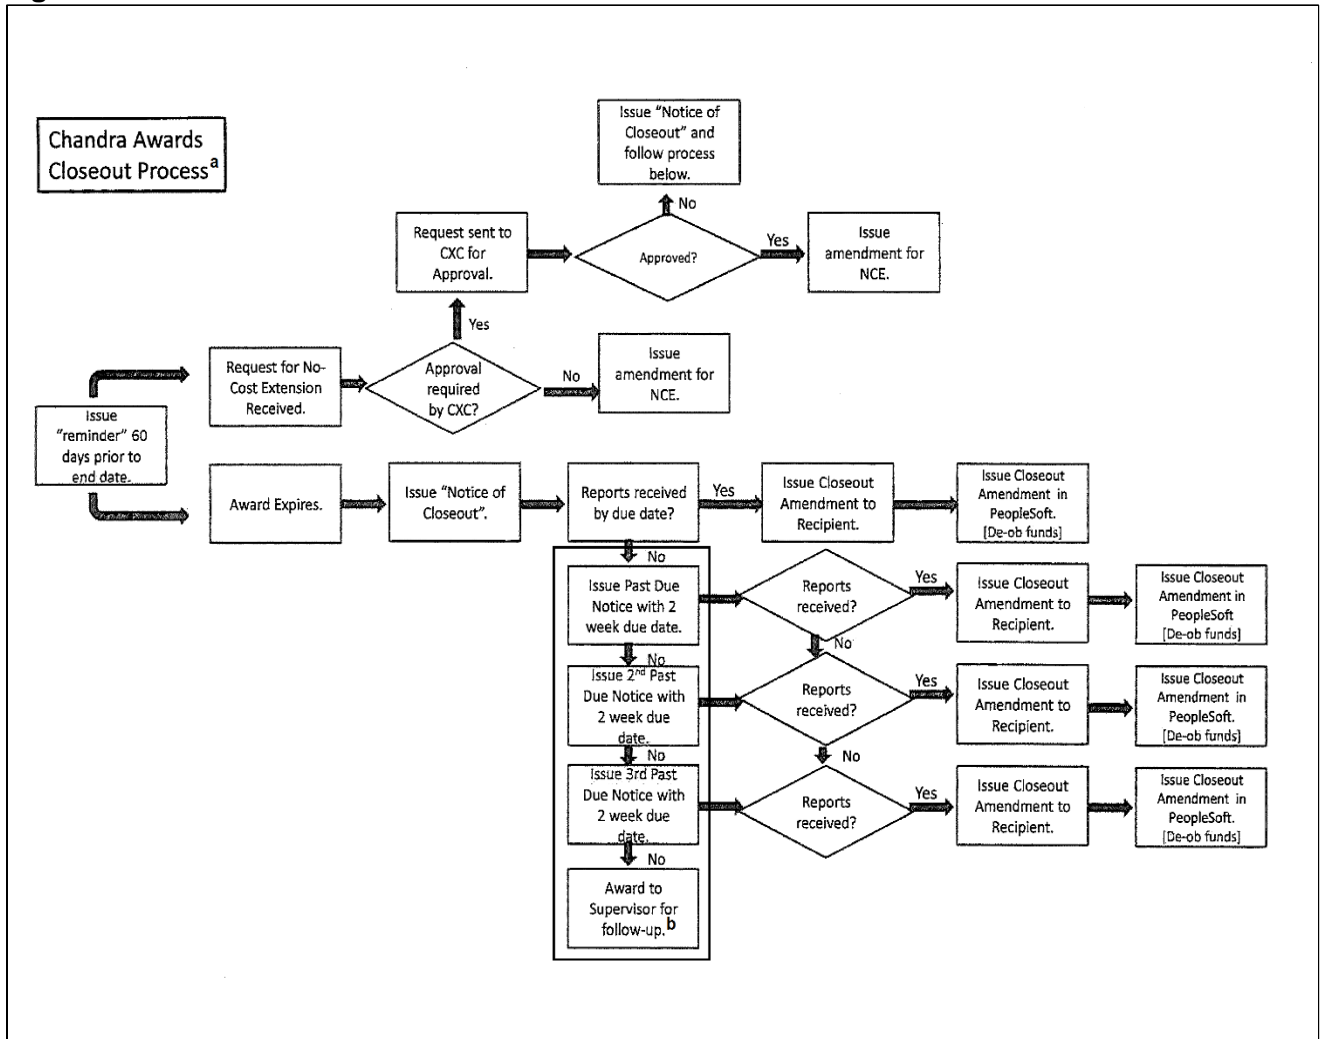 Chandra Awards
Closeout Process a
Issue "Notice of
Closeout" and
follow process
below.
No
Request sent to
CXC for
Approval.
Approved?
Yes
Issue
amendment for
NCE.
Yes
Request for No-
Cost Extension
Received.
Approval
required
by CXC?
No
Issue
amendment for
NCE.
Issue
"reminder" 60
days prior to
end date.
Award Expires.
Issue "Notice of
Closeout".
Reports received
by due date?
Yes
Issue Closeout
Amendment to
Recipient.
Issue Closeout
Amendment in
PeopleSoft.
[De-ob funds]
No
Issue Past Due
Notice with 2
week due date.
Reports
received?
Yes
Issue Closeout
Amendment to
Recipient.
Issue Closeout
Amendment in
PeopleSoft
[De-ob funds]
No
No
Issue 2nd Past
Due Notice with
2 week due
date.
Reports
received?
Yes
Issue Closeout
Amendment to
Recipient.
Issue Closeout
Amendment in
PeopleSoft.
[De-ob funds]
No
No
Issue 3rd Past
Due Notice with
2 week due
date.
Reports
received?
Yes
Issue Closeout
Amendment to
Recipient.
Issue Closeout
Amendment in
PeopleSoft.
[De-ob funds]
No
Award to
Supervisor for
follow-up.b